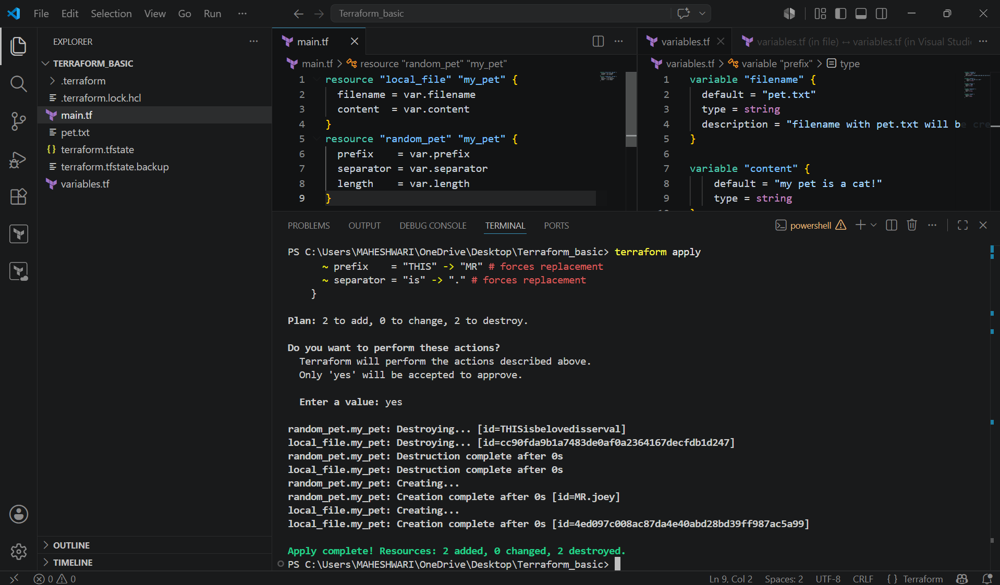 File Edit Selection View Go Run ···
Terraform_basic
EXPLORER
TERRAFORM_BASIC
.terraform
.terraform.lock.hcl
main.tf
pet.txt
terraform.tfstate
terraform.tfstate.backup
variables.tf
OUTLINE
TIMELINE
main.tf
main.tf > resource "random_pet" "my_pet"
1 resource "local_file" "my_pet" {
2 filename = var.filename
3 content  = var.content
4 }
5 resource "random_pet" "my_pet" {
6 prefix    = var.prefix
7 separator = var.separator
8 length    = var.length
9 }
variables.tf
variables.tf (in file) ↔ variables.tf (in Visual Studi
variables.tf > variable "prefix" > type
1 variable "filename" {
2 default = "pet.txt"
3 type = string
4 description = "filename with pet.txt will be cre
5 }
6
7 variable "content" {
8 default = "my pet is a cat!"
9 type = string
PROBLEMS OUTPUT DEBUG CONSOLE TERMINAL PORTS
powershell
PS C:\Users\MAHESHWARI\OneDrive\Desktop\Terraform_basic> terraform apply
~ prefix    = "THIS" -> "MR" # forces replacement
~ separator = "is" -> "." # forces replacement
}
Plan: 2 to add, 0 to change, 2 to destroy.
Do you want to perform these actions?
Terraform will perform the actions described above.
Only 'yes' will be accepted to approve.
Enter a value: yes
random_pet.my_pet: Destroying... [id=THISisbelovedisserval]
local_file.my_pet: Destroying... [id=cc90fda9b1a7483de0af0a2364167decfdb1d247]
random_pet.my_pet: Destruction complete after 0s
local_file.my_pet: Destruction complete after 0s
random_pet.my_pet: Creating...
random_pet.my_pet: Creation complete after 0s [id=MR.joey]
local_file.my_pet: Creating...
local_file.my_pet: Creation complete after 0s [id=4ed097c008ac87da4e40abd28bd39ff987ac5a99]
Apply complete! Resources: 2 added, 0 changed, 2 destroyed.
PS C:\Users\MAHESHWARI\OneDrive\Desktop\Terraform_basic>
0 0
Ln 9, Col 2 Spaces: 2 UTF-8 CRLF { } Terraform